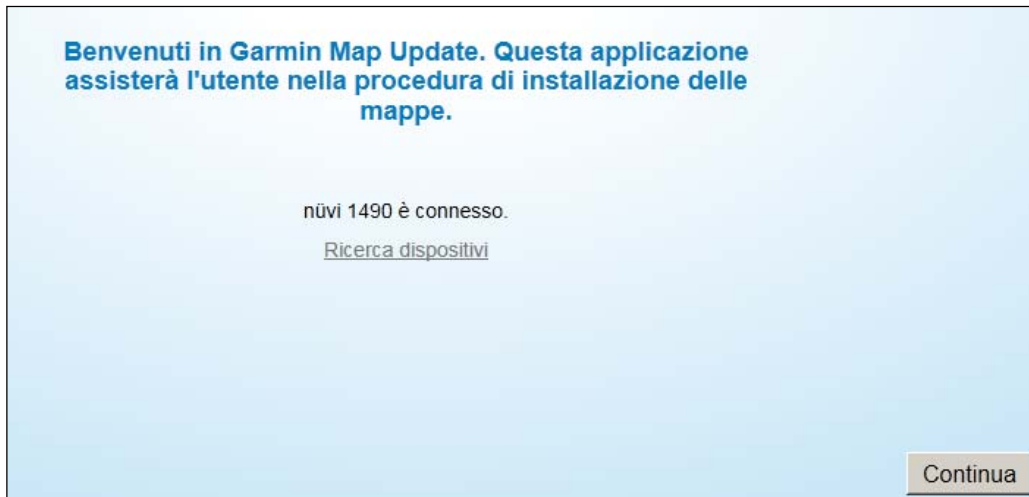 Benvenuti in Garmin Map Update. Questa applicazione
assisterà l'utente nella procedura di installazione delle
mappe.
nüvi 1490 è connesso.
Ricerca dispositivi
Continua